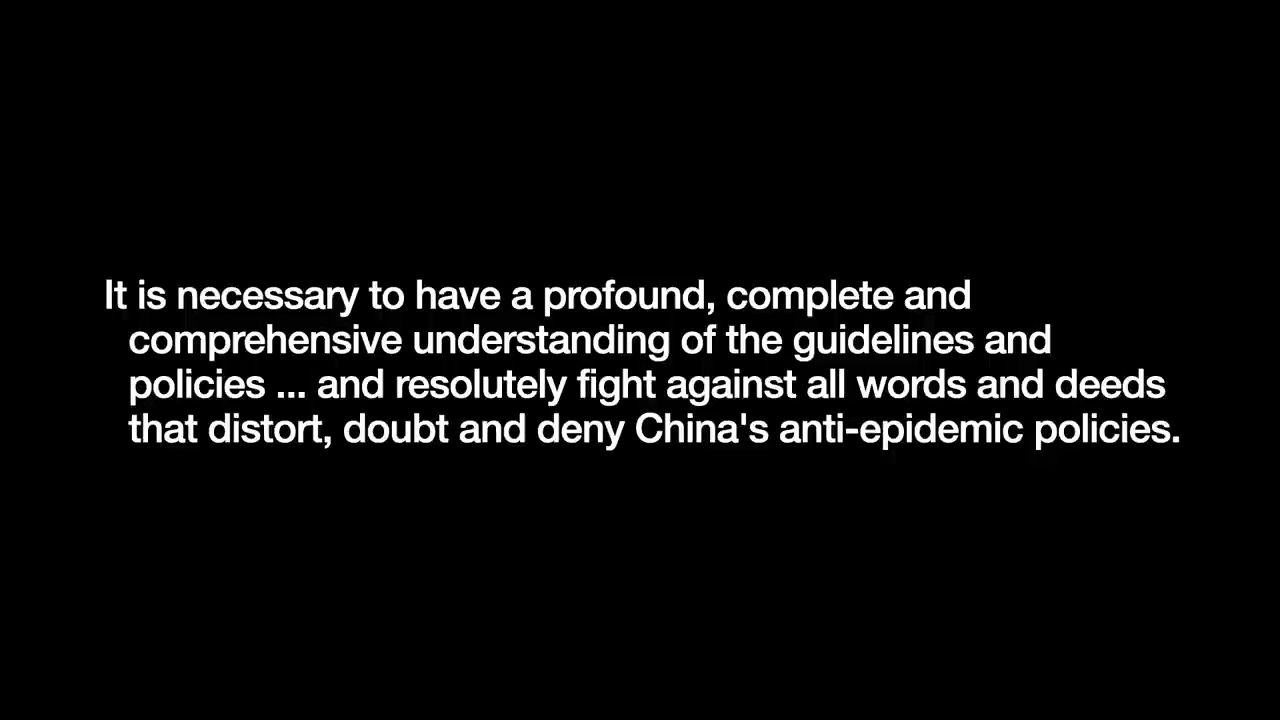 It is necessary to have a profound, complete and
comprehensive understanding of the guidelines and
policies ... and resolutely fight against all words and deeds
that distort, doubt and deny China's anti-epidemic policies.